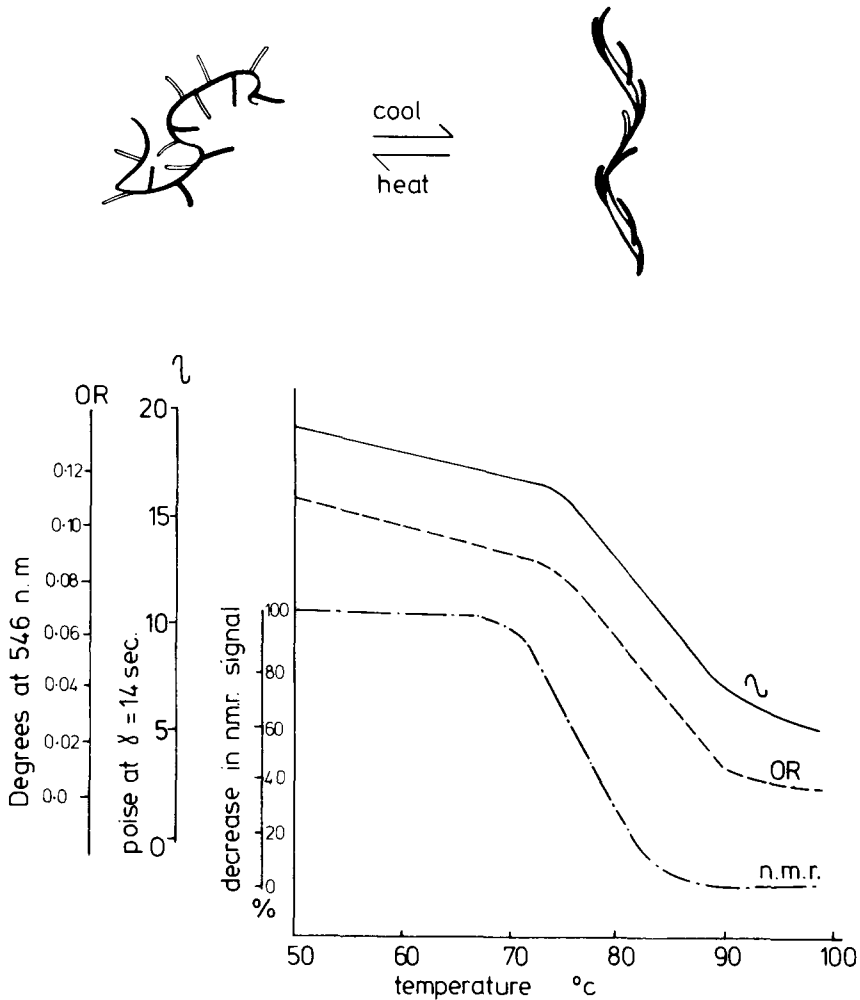 cool
heat
OR
η
20
15
10
5
0
0·12
0·10
0·08
0·06
0·04
0·02
0·0
Degrees at 546 n.m
poise at γ = 14 sec.
decrease in n.m.r. signal
100
80
60
40
20
0
%
η
OR
n.m.r.
50 60 70 80 90 100
temperature °c